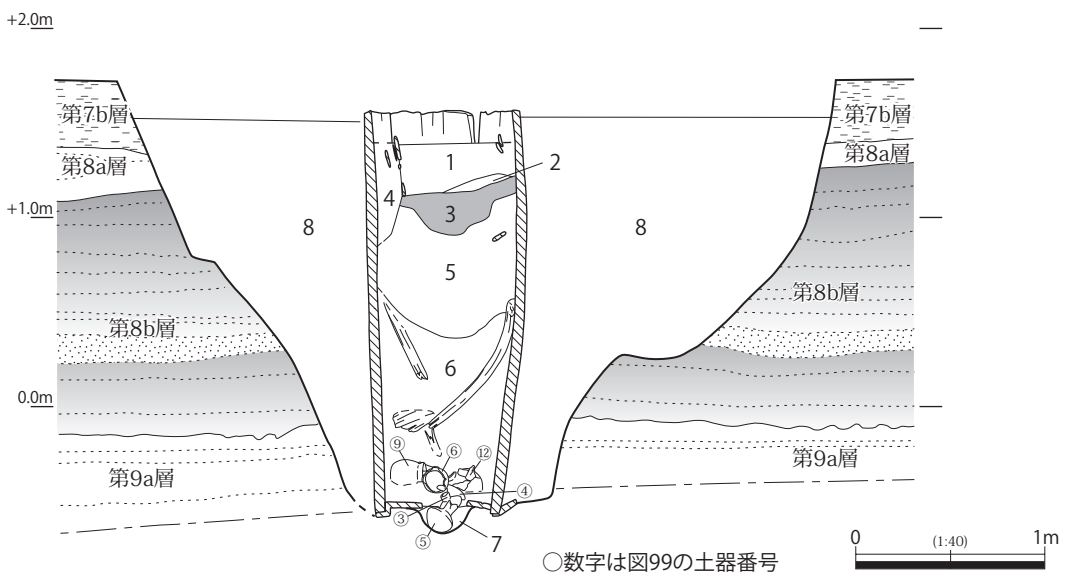 +2.0m
第7b層
第7b層
第8a層
第8a層
1
2
4
3
+1.0m
8
8
5
第8b層
第8b層
6
0.0m
⑨
⑥
⑫
第9a層
第9a層
④
③
⑤
7
0
(1:40)
1m
○数字は図99の土器番号